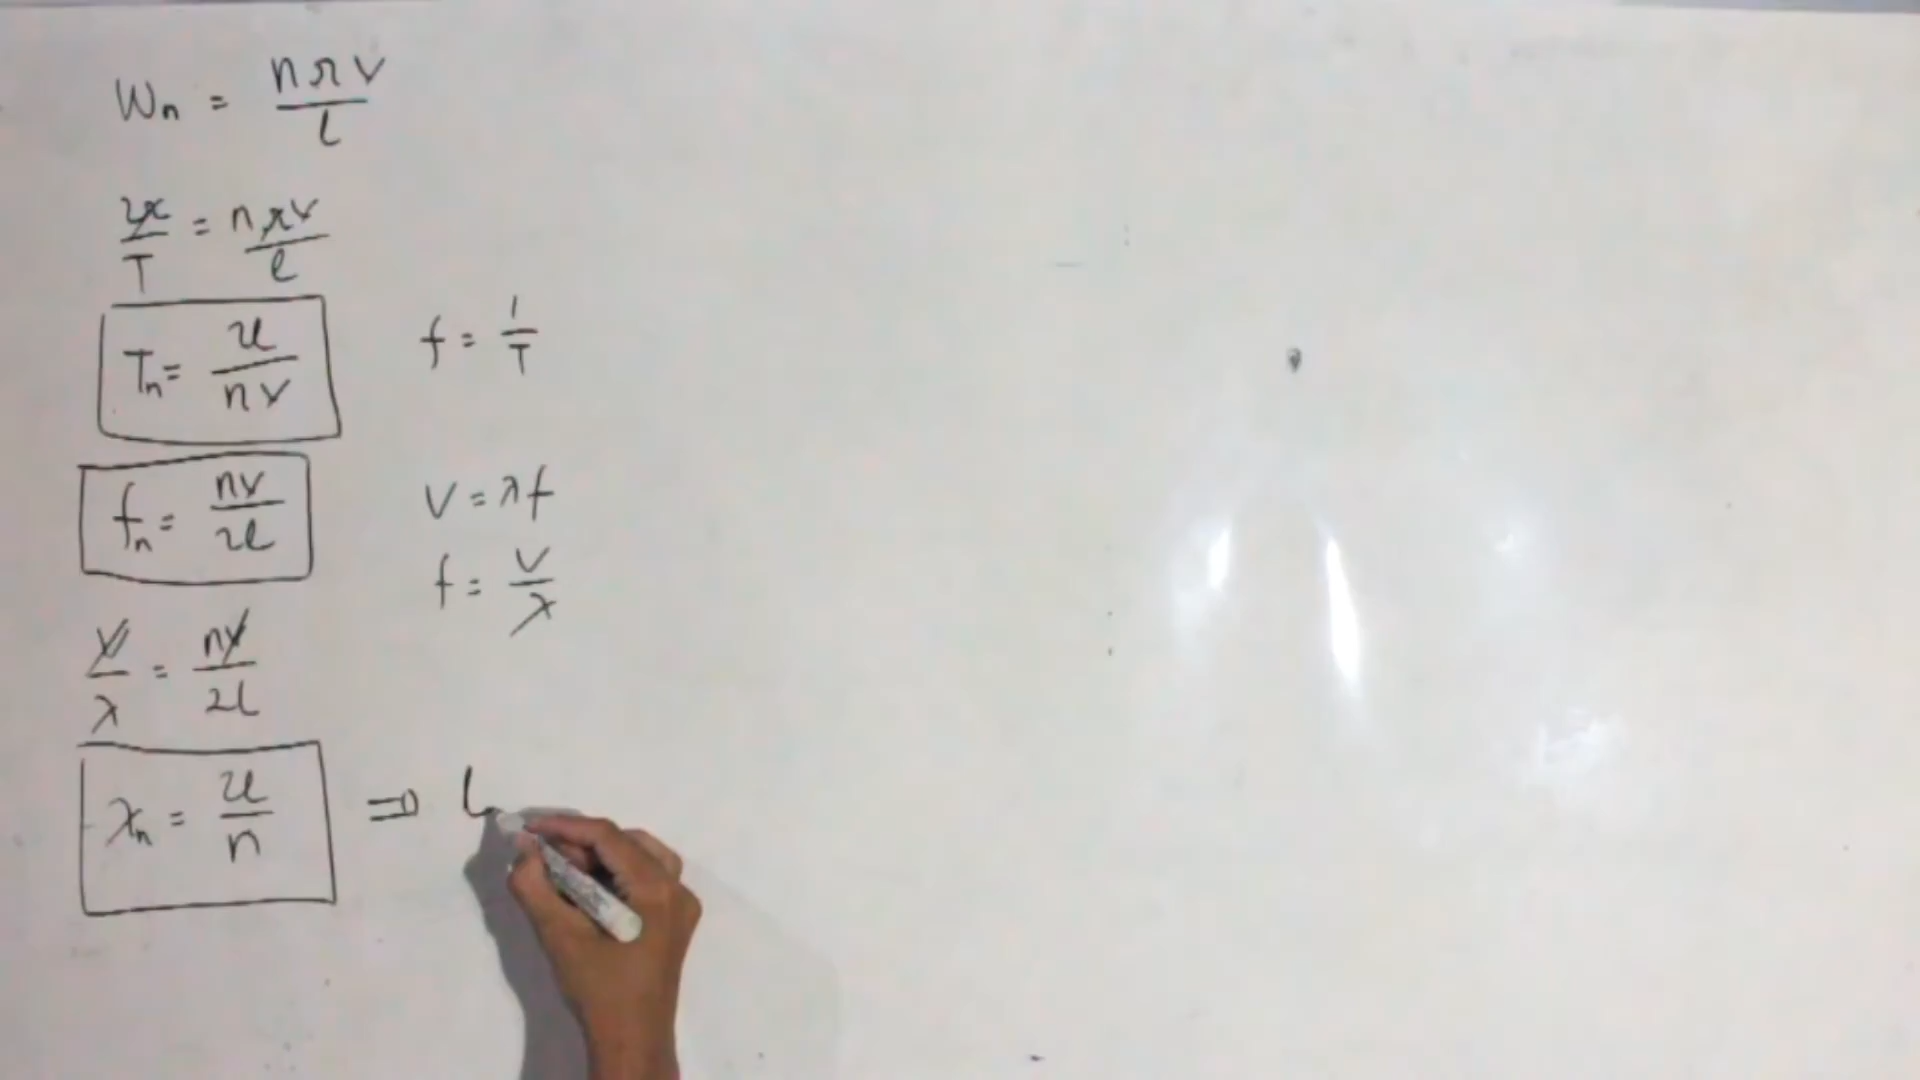 Wn = nπv/l
2π/T = nπv/l
Tn = 2l/nv
f = 1/T
fn = nv/2l
v = λf
f = v/λ
v/λ = nv/2l
λn = 2l/n ⇒ l